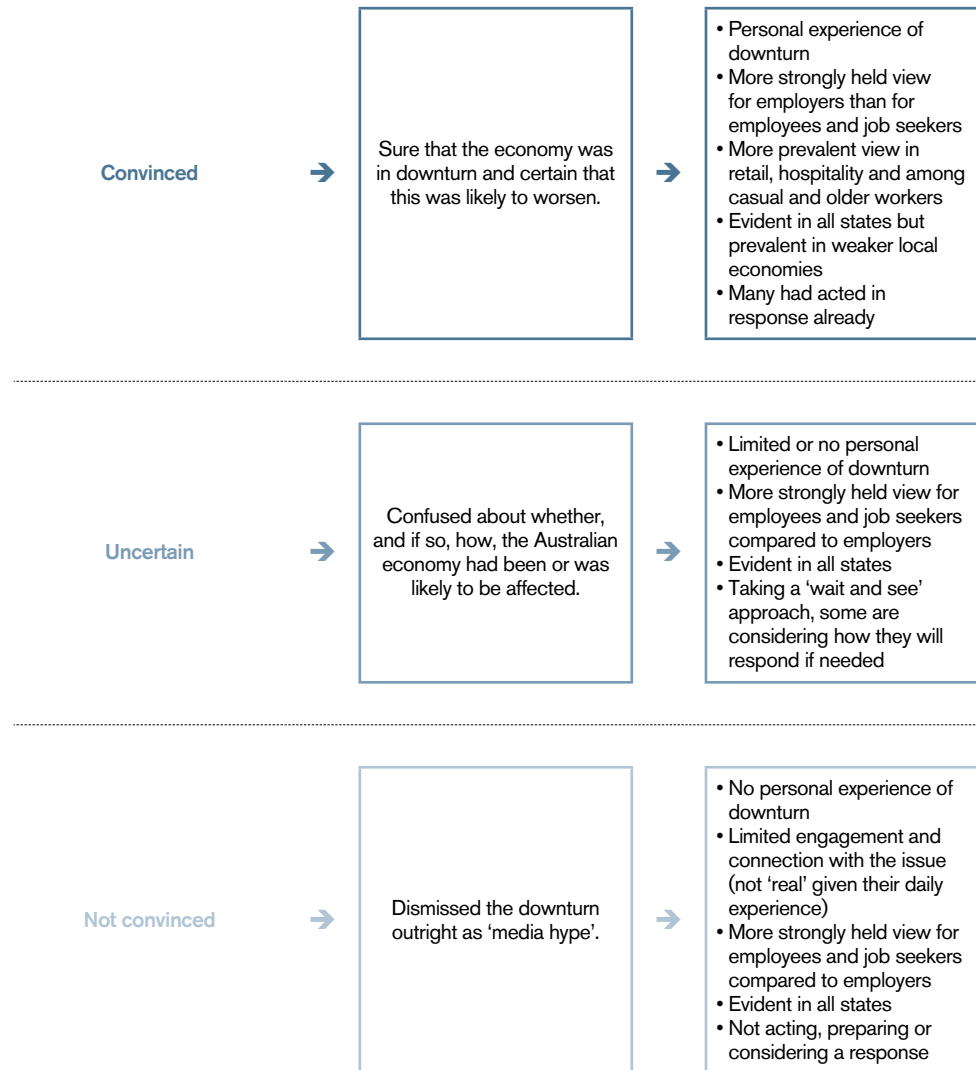 Convinced
➔
Sure that the economy was
in downturn and certain that
this was likely to worsen.
➔
• Personal experience of
downturn
• More strongly held view
for employers than for
employees and job seekers
• More prevalent view in
retail, hospitality and among
casual and older workers
• Evident in all states but
prevalent in weaker local
economies
• Many had acted in
response already
Uncertain
➔
Confused about whether,
and if so, how, the Australian
economy had been or was
likely to be affected.
➔
• Limited or no personal
experience of downturn
• More strongly held view for
employees and job seekers
compared to employers
• Evident in all states
• Taking a ‘wait and see’
approach, some are
considering how they will
respond if needed
Not convinced
➔
Dismissed the downturn
outright as ‘media hype’.
➔
• No personal experience of
downturn
• Limited engagement and
connection with the issue
(not ‘real’ given their daily
experience)
• More strongly held view for
employees and job seekers
compared to employers
• Evident in all states
• Not acting, preparing or
considering a response